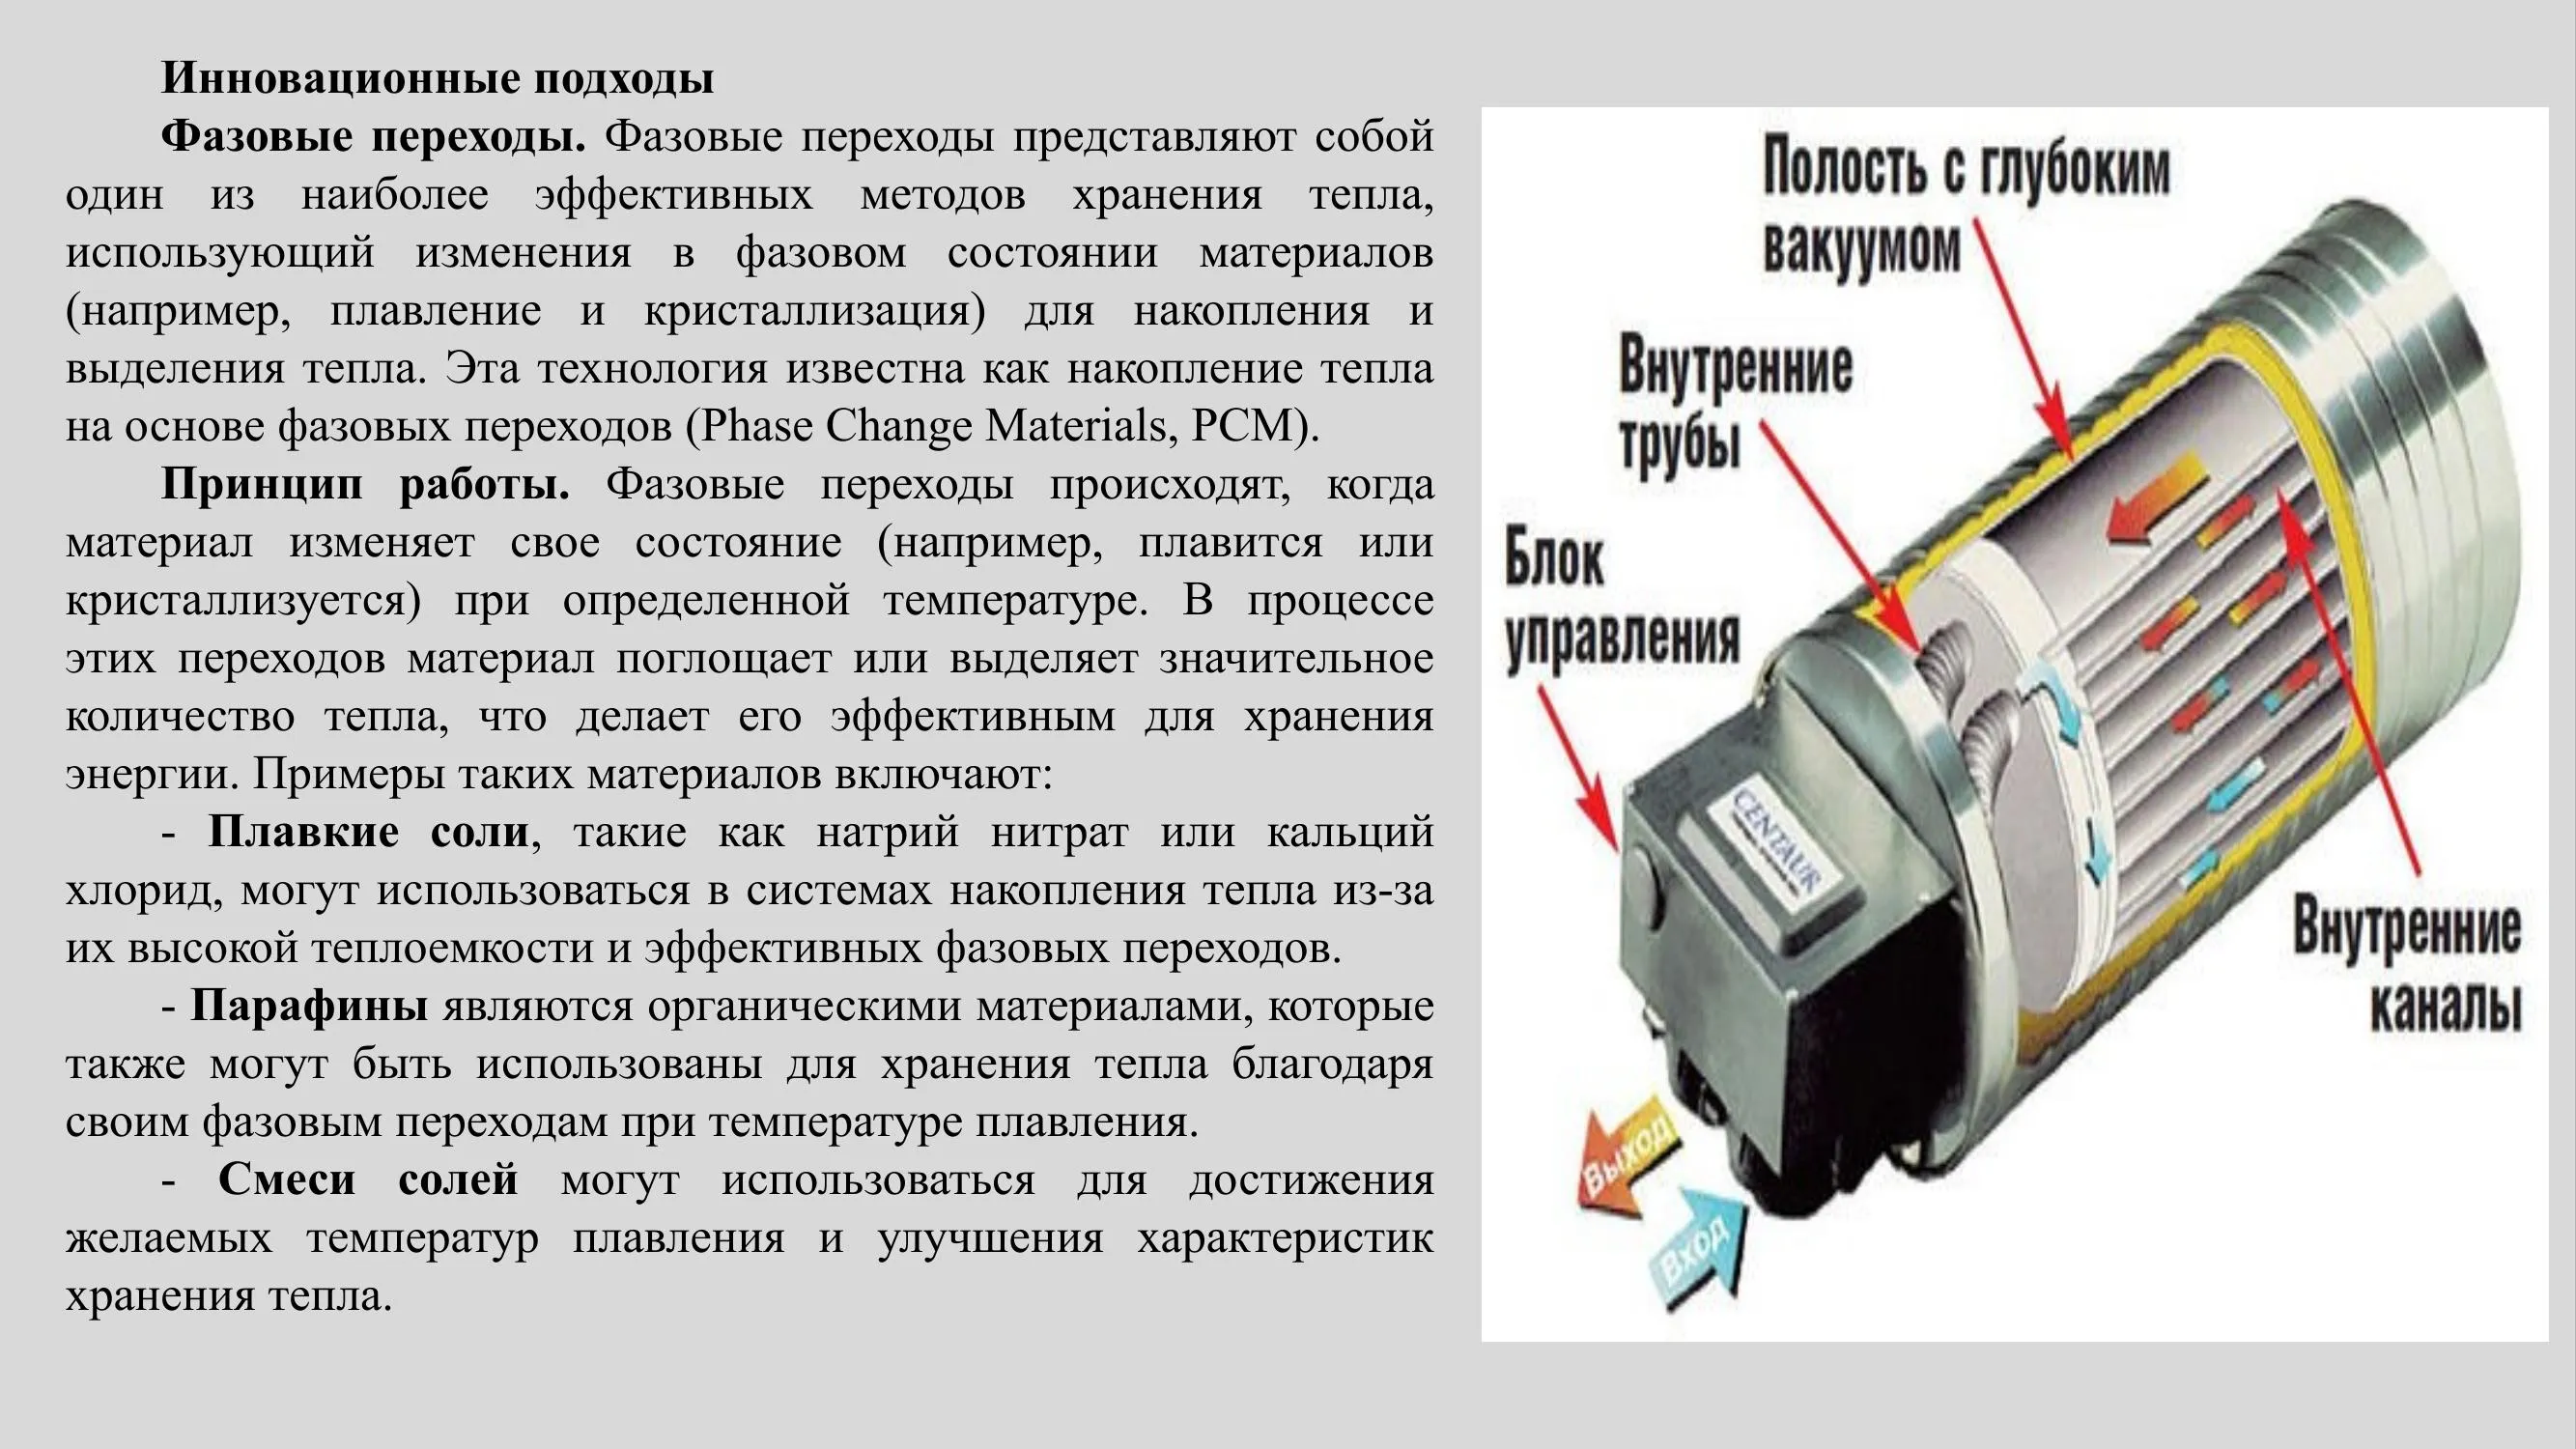 Инновационные подходы
Фазовые переходы. Фазовые переходы представляют собой
один из наиболее эффективных методов хранения тепла,
использующий изменения в фазовом состоянии материалов
(например, плавление и кристаллизация) для накопления и
выделения тепла. Эта технология известна как накопление тепла
на основе фазовых переходов (Phase Change Materials, PCM).
Принцип работы. Фазовые переходы происходят, когда
материал изменяет свое состояние (например, плавится или
кристаллизуется) при определенной температуре. В процессе
этих переходов материал поглощает или выделяет значительное
количество тепла, что делает его эффективным для хранения
энергии. Примеры таких материалов включают:
- Плавкие соли, такие как натрий нитрат или кальций
хлорид, могут использоваться в системах накопления тепла из-за
их высокой теплоемкости и эффективных фазовых переходов.
- Парафины являются органическими материалами, которые
также могут быть использованы для хранения тепла благодаря
своим фазовым переходам при температуре плавления.
- Смеси солей могут использоваться для достижения
желаемых температур плавления и улучшения характеристик
хранения тепла.
Полость с глубоким
вакуумом
Внутренние
трубы
Блок
управления
CENTAUR
Внутренние
каналы
Выход
Вход